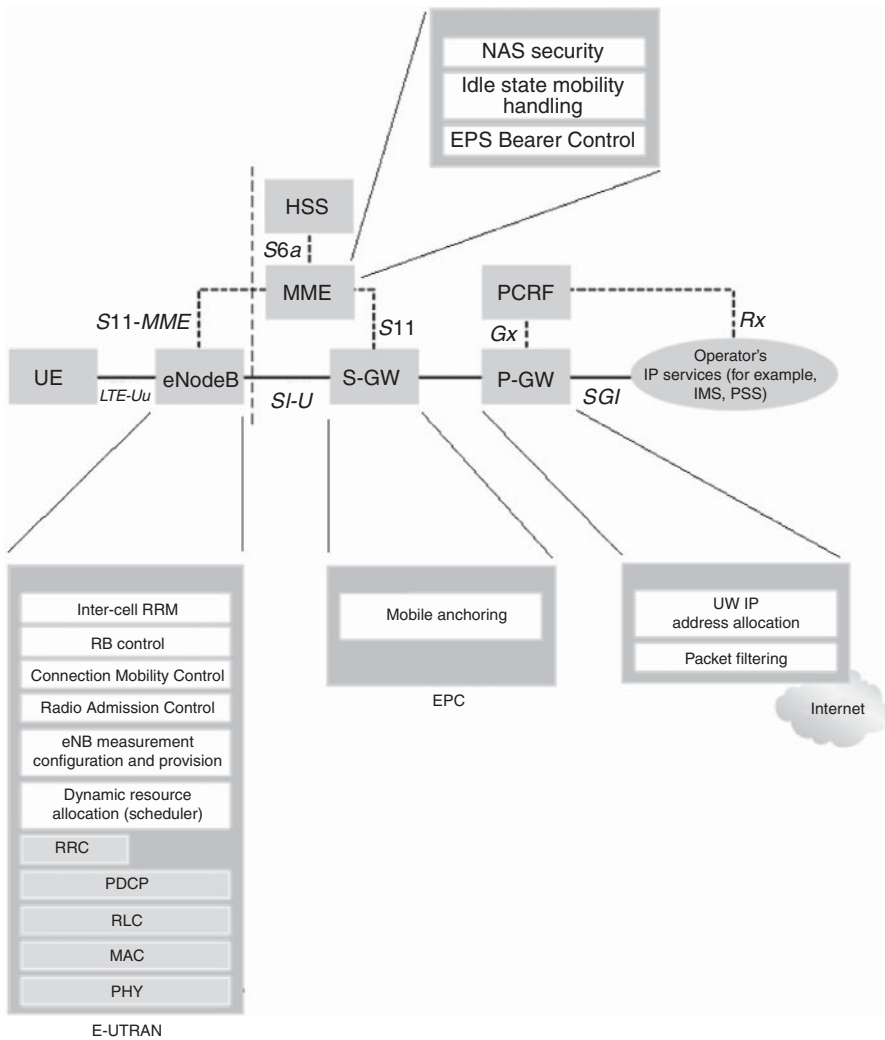 NAS security
Idle state mobility
handling
EPS Bearer Control
HSS
S6a
MME
PCRF
S11-MME
S11
Gx
Rx
UE
LTE-Uu
eNodeB
SI-U
S-GW
P-GW
SGI
Operator's
IP services (for example,
IMS, PSS)
Inter-cell RRM
RB control
Connection Mobility Control
Radio Admission Control
eNB measurement
configuration and provision
Dynamic resource
allocation (scheduler)
RRC
PDCP
RLC
MAC
PHY
E-UTRAN
Mobile anchoring
EPC
UW IP
address allocation
Packet filtering
Internet